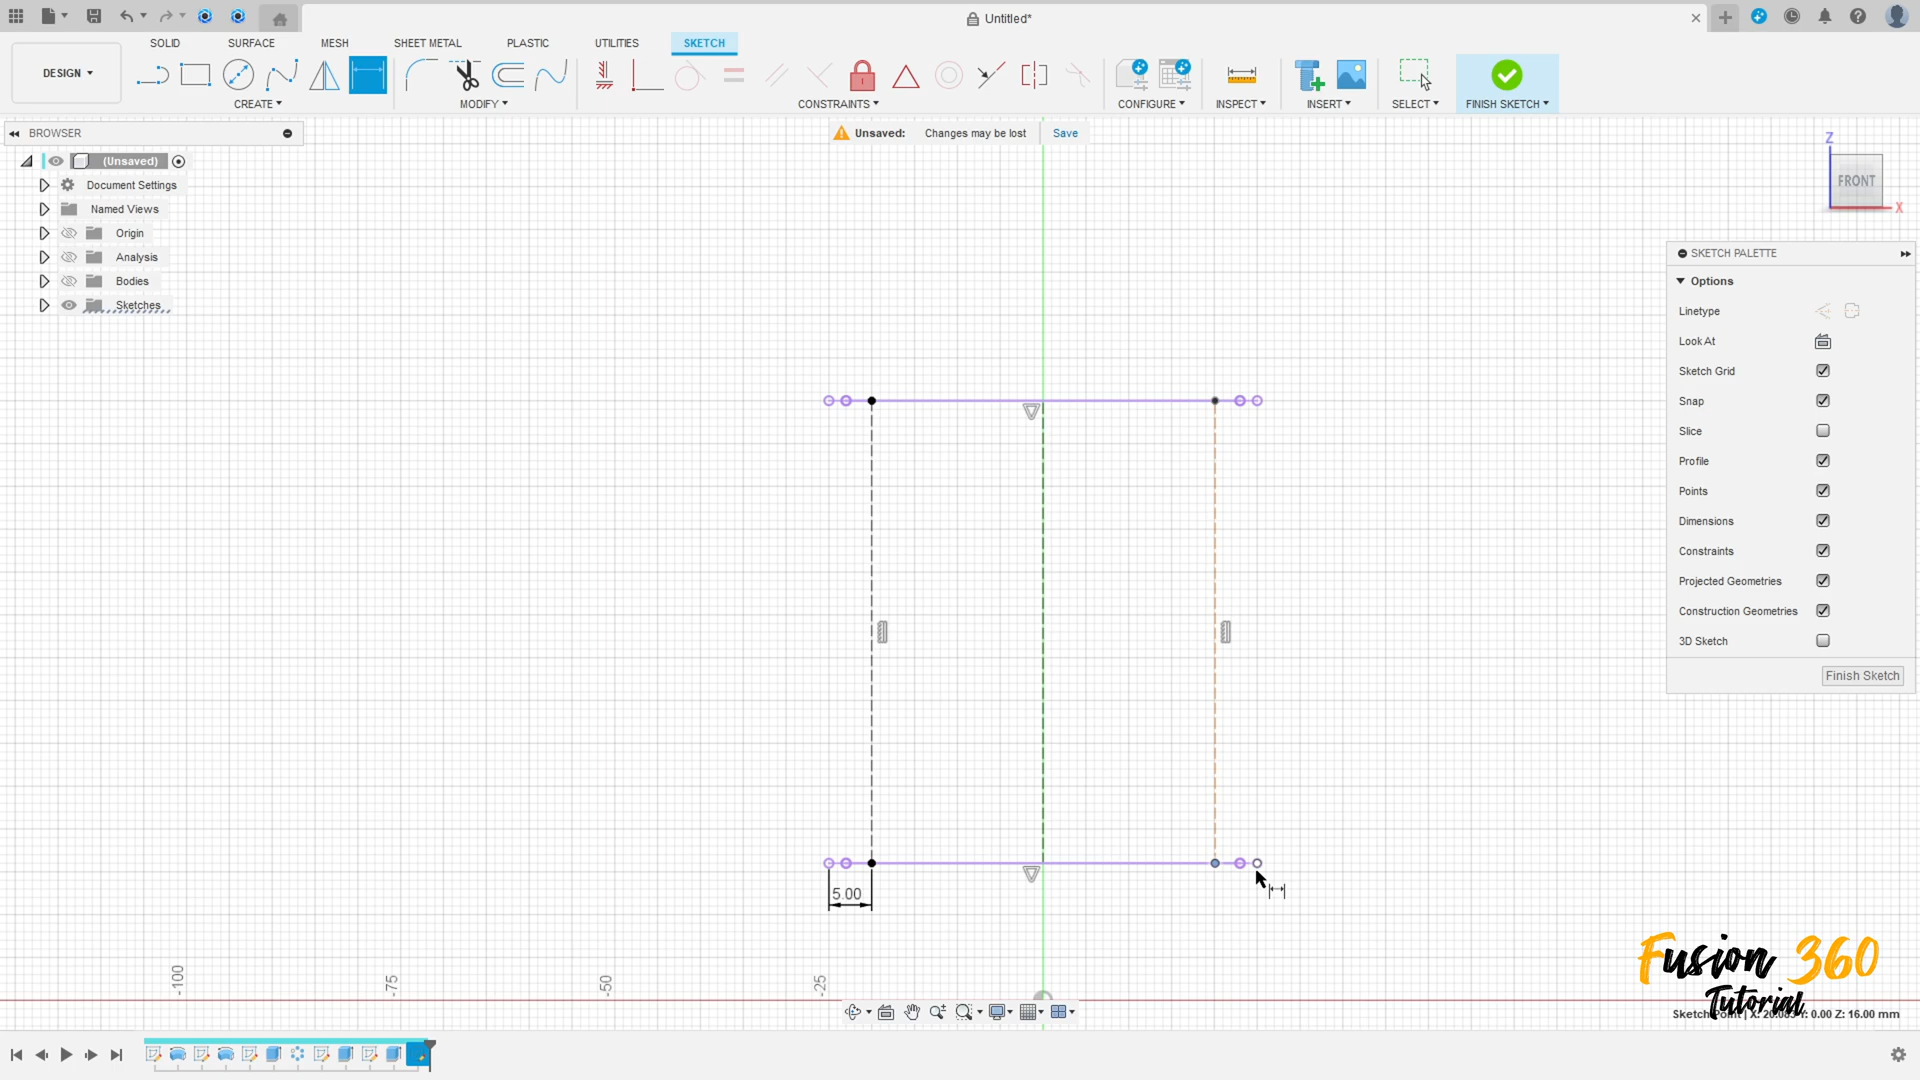 Untitled*
DESIGN
SOLID
SURFACE
MESH
SHEET METAL
PLASTIC
UTILITIES
SKETCH
CREATE
MODIFY
CONSTRAINTS
CONFIGURE
INSPECT
INSERT
SELECT
FINISH SKETCH
BROWSER
Unsaved: Changes may be lost Save
(Unsaved)
Document Settings
Named Views
Origin
Analysis
Bodies
Sketches
Z
FRONT
X
SKETCH PALETTE
Options
Linetype
Look At
Sketch Grid
Snap
Slice
Profile
Points
Dimensions
Constraints
Projected Geometries
Construction Geometries
3D Sketch
Finish Sketch
5.00
-100
-75
-50
-25
Fusion 360
Tutorial
Z: 16.00 mm